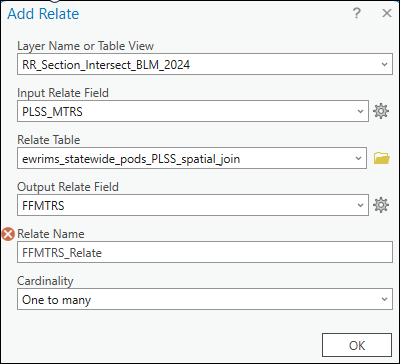 Add Relate
?
Layer Name or Table View
RR_Section_Intersect_BLM_2024
Input Relate Field
PLSS_MTRS
Relate Table
ewrims_statewide_pods_PLSS_spatial_join
Output Relate Field
FFMTRS
Relate Name
FFMTRS_Relate
Cardinality
One to many
OK